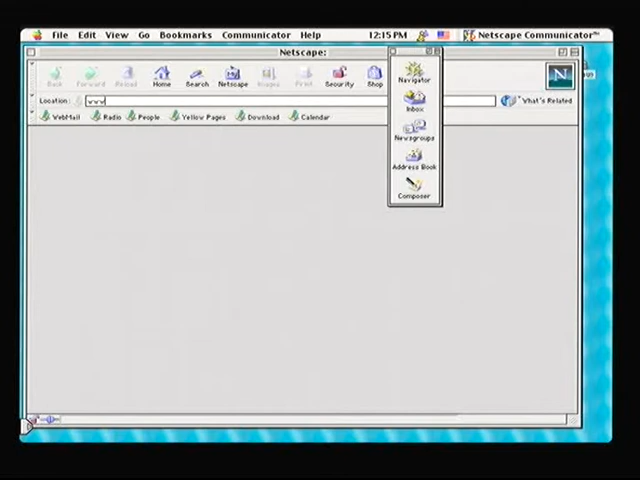 File Edit View Go Bookmarks Communicator Help 12:15 PM Netscape Communicator™
Netscape:
Back Forward Reload Home Search Netscape Images Print Security Shop N
Location: www What's Related
WebMail Radio People Yellow Pages Download Calendar
Navigator
Inbox
Newsgroups
Address Book
Composer